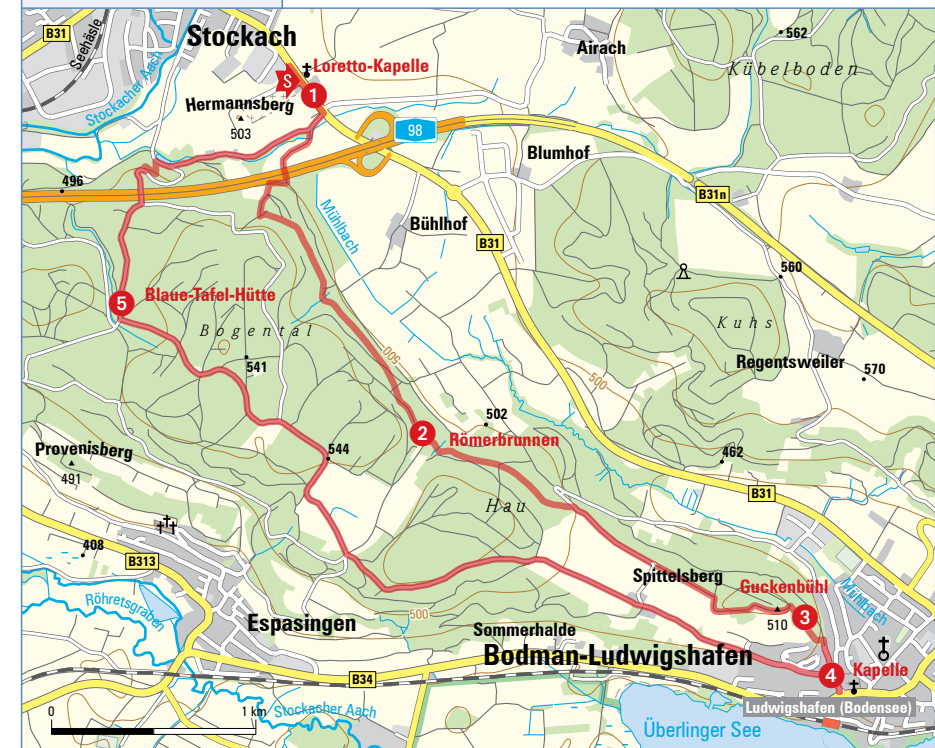 B31
Seehäsle
Stockach
562
Airach
Kübelboden
Stockacher Aach
S
Loretto-Kapelle
1
Hermannsberg
503
98
Blumhof
496
B31n
Mühlbach
Bühlhof
B31
560
5
Blaue-Tafel-Hütte
Bogental
Kuhs
500
541
Regentsweiler
570
500
502
2
Römerbrunnen
Provenisberg
491
544
462
B31
Hau
408
B313
Röhretsgraben
Spittelsberg
Guckenbühl
Mühlbach
510
3
500
Espasingen
Sommerhalde
Bodman-Ludwigshafen
B34
4
Kapelle
0
1 km
Stockacher Aach
Ludwigshafen (Bodensee)
Überlinger See